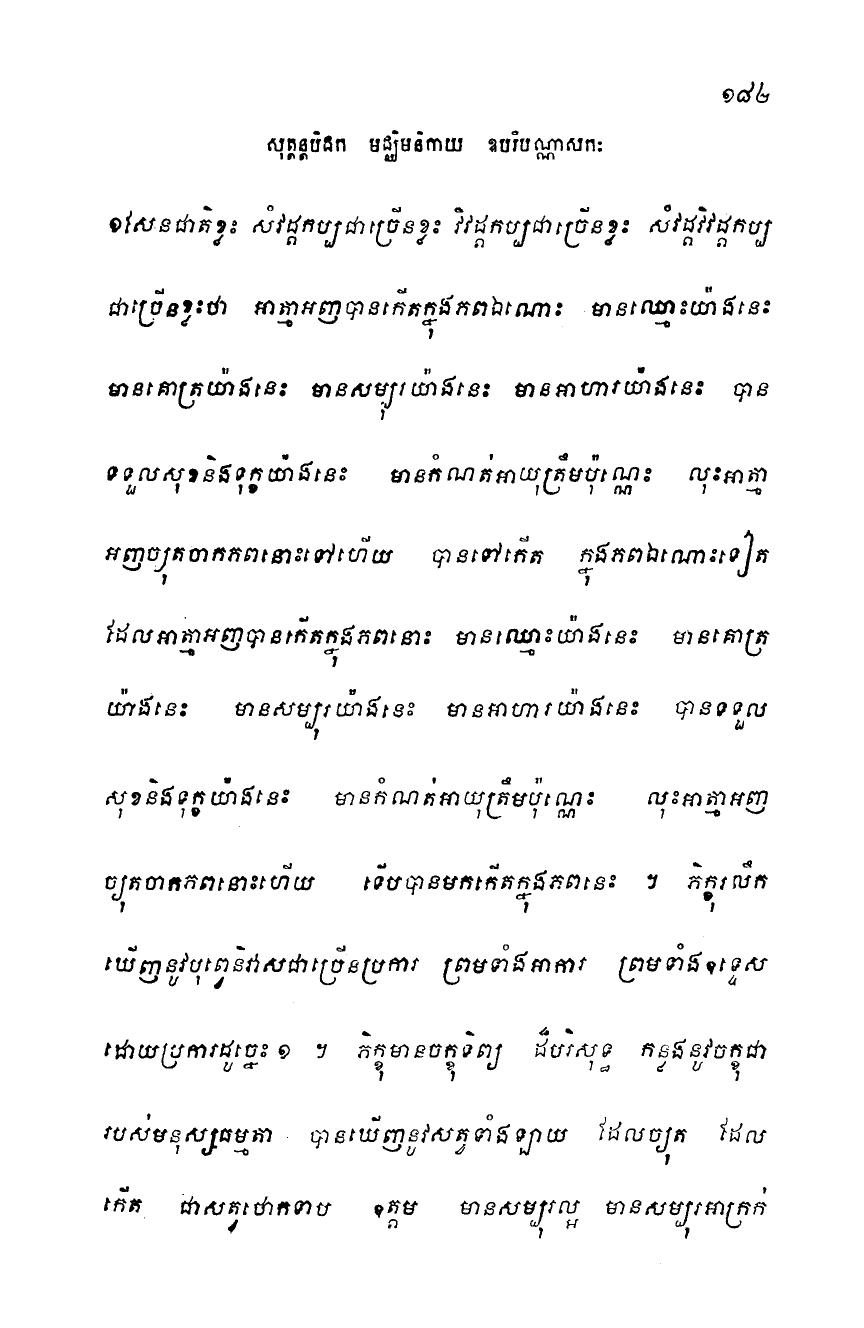 ១៨៤
សុត្តន្តបិដក មជ្ឈិមនិកាយ ឧបរិបណ្ណាសកៈ
១សែនជាតិខ្លះ សំវដ្តកប្បជាច្រើនខ្លះ វិវដ្តកប្បជាច្រើនខ្លះ សំវដ្តវិវដ្តកប្ប
ជាច្រើនខ្លះថា អាត្មាអញបានកើតក្នុងភពឯណោះ មានឈ្មោះយ៉ាងនេះ
មានគោត្រយ៉ាងនេះ មានសម្បុរយ៉ាងនេះ មានអាហារយ៉ាងនេះ បាន
ទទួលសុខនិងទុក្ខយ៉ាងនេះ មានកំណត់អាយុត្រឹមប៉ុណ្ណេះ លុះអាត្មា
អញច្យុតចាកភពនោះទៅហើយ បានទៅកើត ក្នុងភពឯណោះទៀត
ដែលអាត្មាអញបានកើតក្នុងភពនោះ មានឈ្មោះយ៉ាងនេះ មានគោត្រ
យ៉ាងនេះ មានសម្បុរយ៉ាងនេះ មានអាហារយ៉ាងនេះ បានទទួល
សុខនិងទុក្ខយ៉ាងនេះ មានកំណត់អាយុត្រឹមប៉ុណ្ណេះ លុះអាត្មាអញ
ច្យុតចាកភពនោះហើយ ទើបបានមកកើតក្នុងភពនេះ ។ ភិក្ខុរលឹក
ឃើញនូវបុព្វេនិវាសជាច្រើនប្រការ ព្រមទាំងអាការ ព្រមទាំងឧទ្ទេស
ដោយប្រការដូច្នេះ ១ ។ ភិក្ខុមានចក្ខុទិព្យ ដ៏បរិសុទ្ធ កន្លងនូវចក្ខុជា
របស់មនុស្សធម្មតា បានឃើញនូវសត្វទាំងឡាយ ដែលច្យុត ដែល
កើត ជាសត្វថោកទាប ឧត្តម មានសម្បុរល្អ មានសម្បុរអាក្រក់